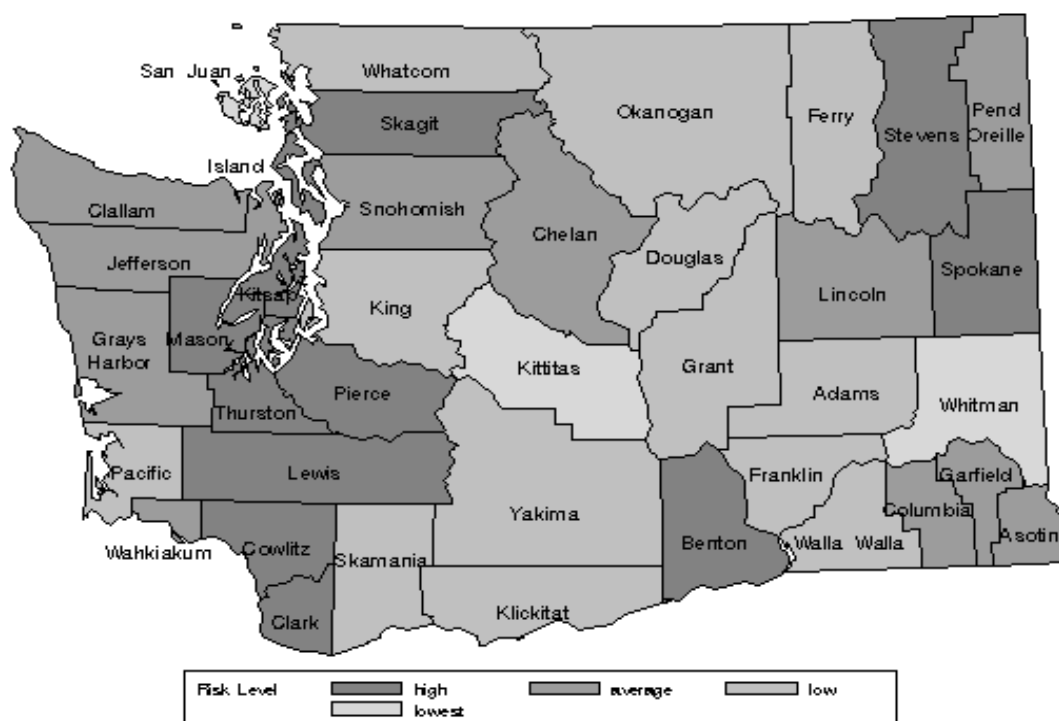 Whatcom
San Juan
Okanogan
Ferry
Pend
Oreille
Skagit
Stevens
Island
Snohomish
Clallam
Chelan
Douglas
Jefferson
Spokane
Kitsap
King
Lincoln
Grays
Harbor
Mason
Kittitas
Grant
Adams
Pierce
Thurston
Whitman
Pacific
Lewis
Franklin
Garfield
Columbia
Yakima
Wahkiakum
Cowlitz
Skamania
Benton
Walla Walla
Asotin
Klickitat
Clark
Risk Level high average low
lowest